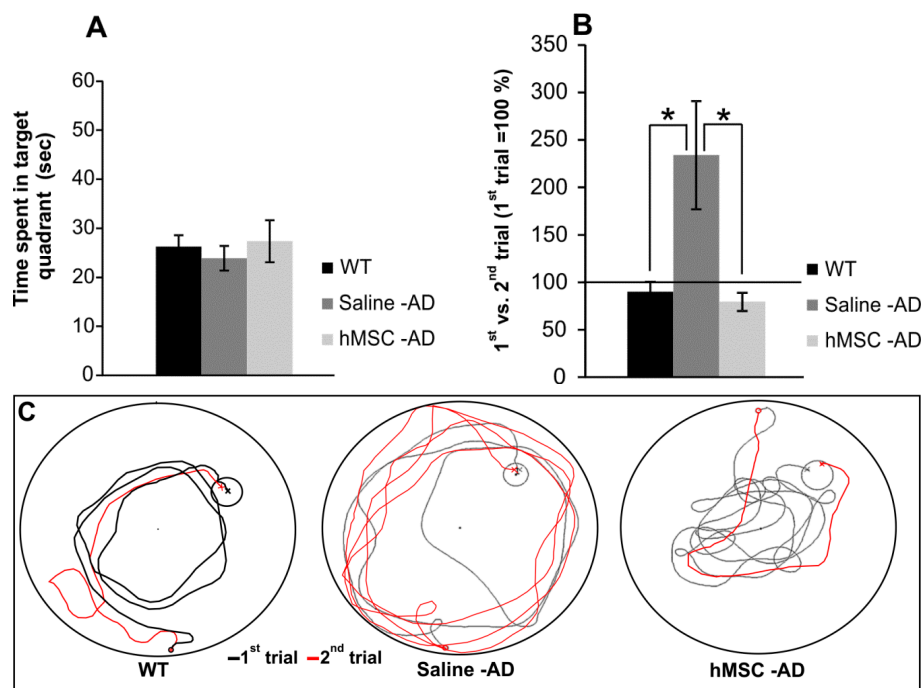 A
Time spent in target
quadrant (sec)
60
50
40
30
20
10
0
WT
Saline -AD
hMSC -AD
B
1st vs. 2nd trial (1st trial =100 %)
350
300
250
200
150
100
50
0
*
*
WT
Saline -AD
hMSC -AD
C
1st trial
2nd trial
WT
Saline -AD
hMSC -AD